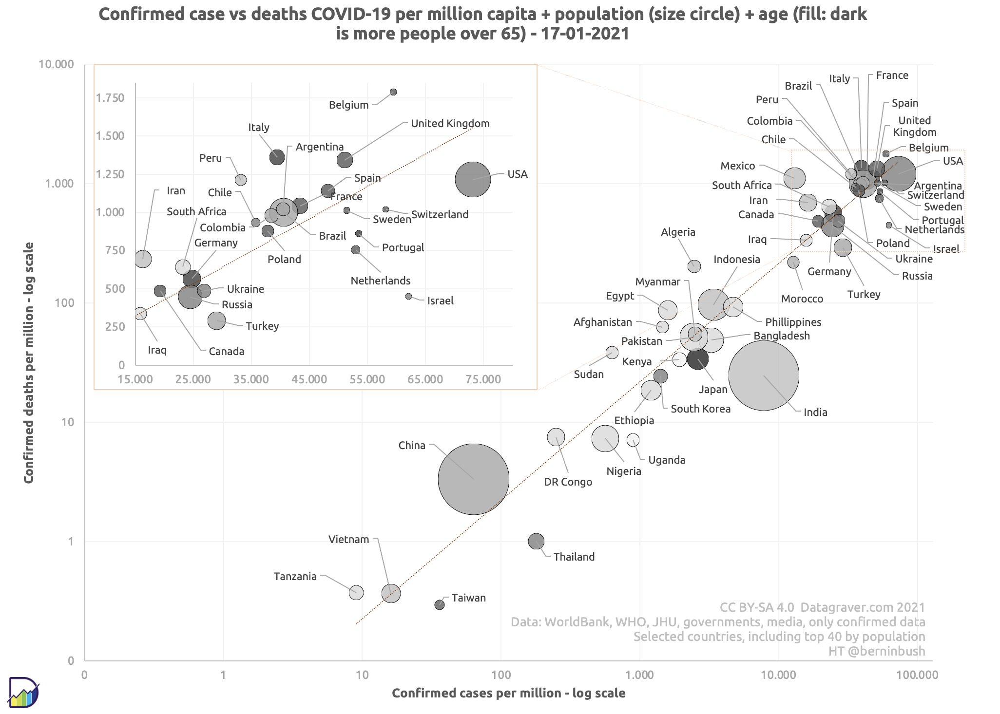 Confirmed case vs deaths COVID-19 per million capita + population (size circle) + age (fill: dark
is more people over 65) - 17-01-2021
Confirmed deaths per million - log scale
10.000
1.000
100
10
1
0
1.750
1.500
1.250
1.000
750
500
250
0
15.000
25.000
35.000
45.000
55.000
65.000
75.000
Belgium
United Kingdom
Italy
Argentina
Peru
USA
Spain
Iran
Chile
France
South Africa
Switzerland
Sweden
Colombia
Brazil
Germany
Portugal
Poland
Netherlands
Ukraine
Israel
Russia
Turkey
Iraq
Canada
France
Italy
Brazil
Peru
Spain
Colombia
United
Kingdom
Chile
Belgium
USA
Mexico
South Africa
Argentina
Switzerland
Iran
Sweden
Canada
Portugal
Netherlands
Algeria
Iraq
Poland
Israel
Indonesia
Ukraine
Germany
Russia
Myanmar
Turkey
Egypt
Morocco
Afghanistan
Phillippines
Bangladesh
Pakistan
Kenya
Sudan
Japan
South Korea
India
Ethiopia
China
Uganda
Nigeria
DR Congo
Vietnam
Thailand
Tanzania
Taiwan
CC BY-SA 4.0 Datagraver.com 2021
Data: WorldBank, WHO, JHU, governments, media, only confirmed data
Selected countries, including top 40 by population
HT @berninbush
0
1
10
100
1.000
10.000
100.000
Confirmed cases per million - log scale